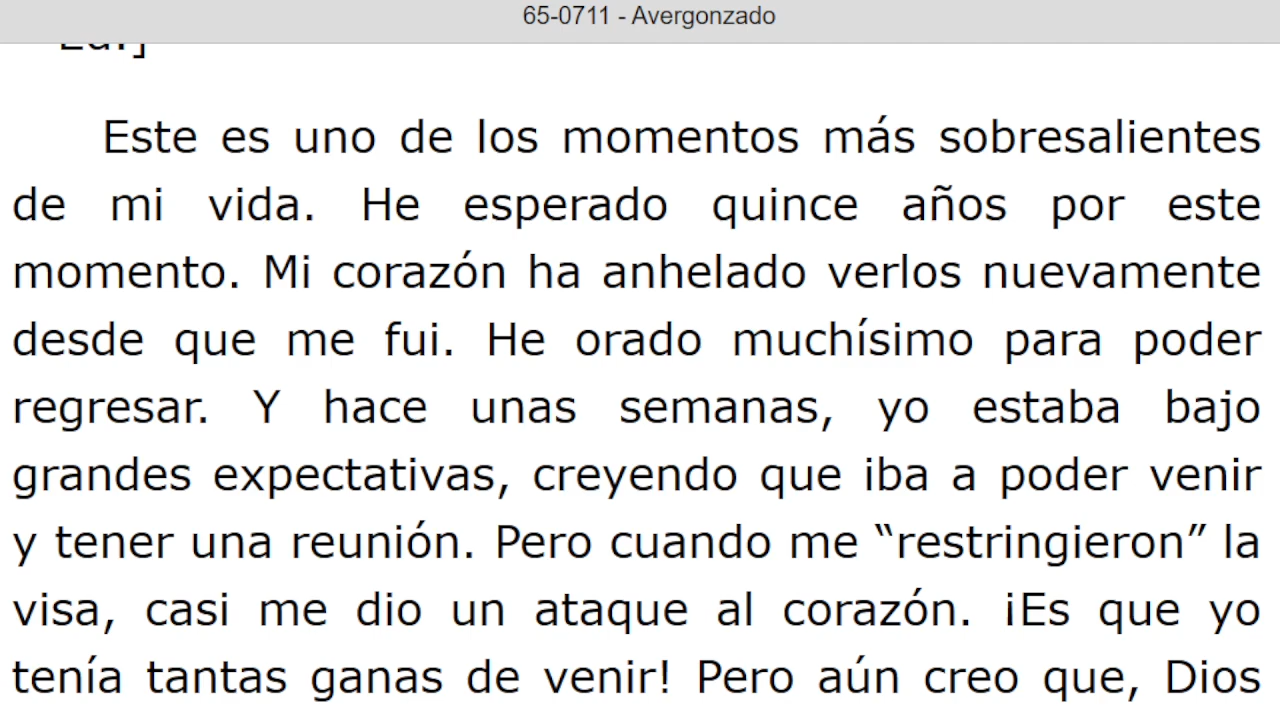 65-0711 - Avergonzado
Ed.]
Este es uno de los momentos más sobresalientes
de mi vida. He esperado quince años por este
momento. Mi corazón ha anhelado verlos nuevamente
desde que me fui. He orado muchísimo para poder
regresar. Y hace unas semanas, yo estaba bajo
grandes expectativas, creyendo que iba a poder venir
y tener una reunión. Pero cuando me “restringieron” la
visa, casi me dio un ataque al corazón. ¡Es que yo
tenía tantas ganas de venir! Pero aún creo que, Dios